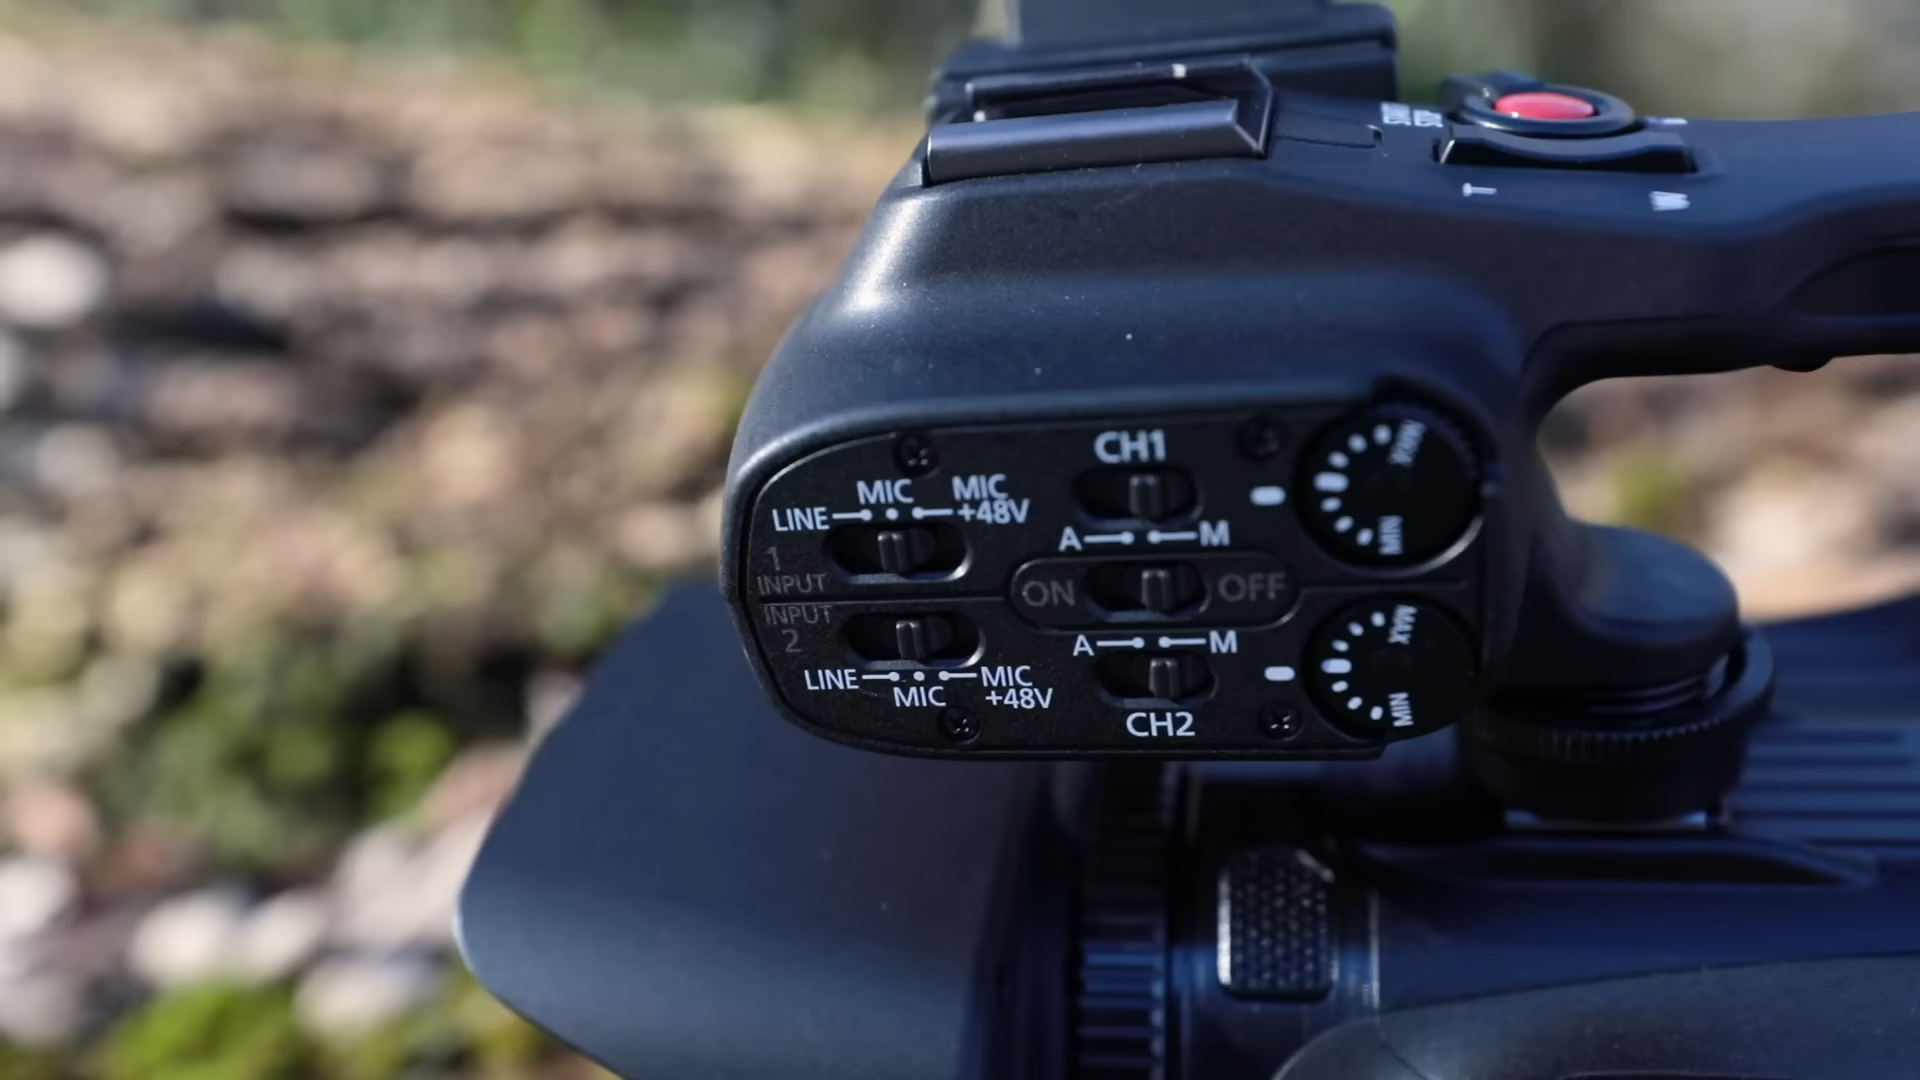 T W
CH1
MIC MIC
LINE +48V
A M
1
INPUT
ON OFF
INPUT
2
A M
LINE MIC
MIC +48V
CH2
MAX
MIN
MAX
MIN